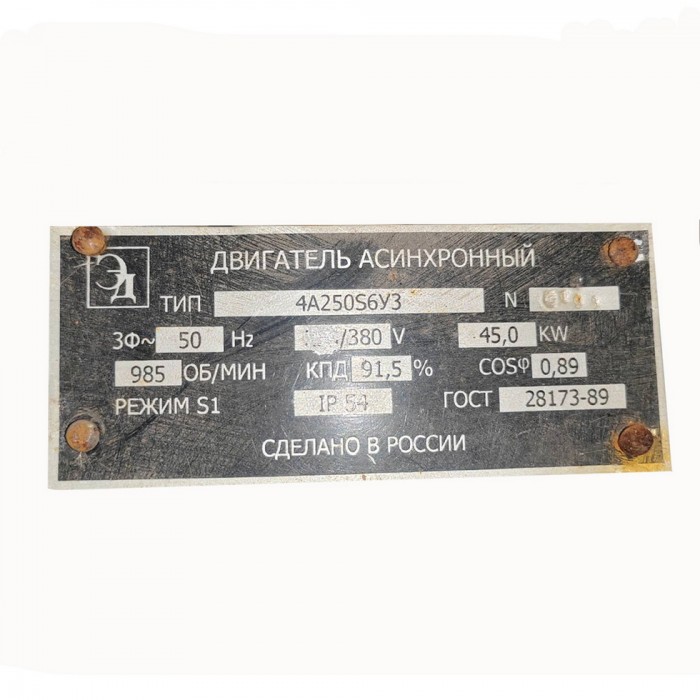 ЭД
ДВИГАТЕЛЬ АСИНХРОННЫЙ
ТИП 4А250S6У3 N
3Ф~ 50 Hz /380 V 45,0 KW
985 ОБ/МИН КПД 91,5 % COSφ 0,89
РЕЖИМ S1 IP 54 ГОСТ 28173-89
СДЕЛАНО В РОССИИ